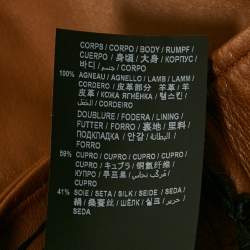 CORPS / CORPO / BODY / RUMPF /
CUERPO / 身頃 / 大身 / КОРПУС /
바디 / جسم / CORPO
100% AGNEAU / AGNELLO / LAMB / LAMM /
CORDERO / 皮革部分 羊革 / 羊
皮革 / КОЖА ЯГНЕНКА / 램스킨 /
جلد الحمل / CORDEIRO
DOUBLURE / FODERA / LINING /
FUTTER / FORRO / 裏地 / 里料 /
ПОДКЛАДКА / 안감 / البطانة /
FORRO
59% CUPRO / CUPRO / CUPRO / CUPRO
/ CUPRO / キュプラ / 铜氨纤维 /
КУПРО / 큐프로 / / CUPRO
41% SOIE / SETA / SILK / SEIDE / SEDA
/ 絹 / 桑蚕丝 / ШЁЛК / 실크 / حرير /
SEDA